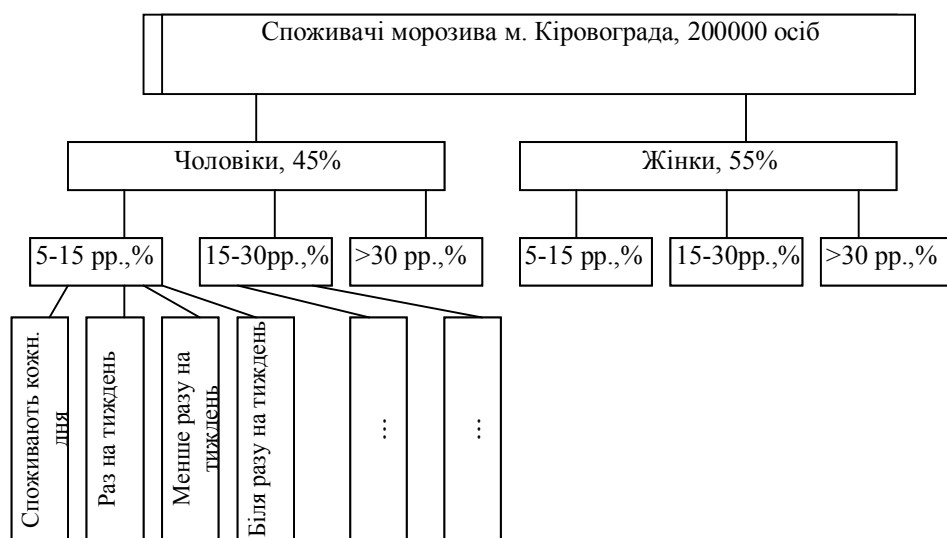 Споживачі морозива м. Кіровограда, 200000 осіб
Чоловіки, 45%
Жінки, 55%
5-15 рр.,%
15-30рр.,%
>30 рр.,%
5-15 рр.,%
15-30рр.,%
>30 рр.,%
Споживають кожн.
дня
Раз на тиждень
Менше разу на
тиждень
Біля разу на тиждень
...
...